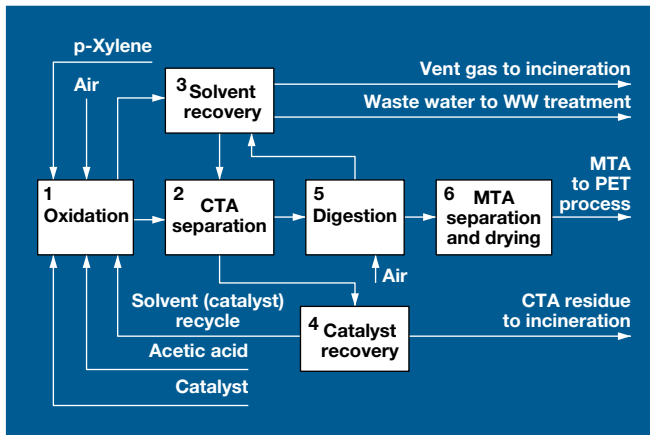 p-Xylene
Air
3 Solvent
recovery
Vent gas to incineration
Waste water to WW treatment
1
Oxidation
2
CTA
separation
5
Digestion
6
MTA
separation
and drying
MTA
to PET
process
Air
Solvent (catalyst)
recycle
4 Catalyst
recovery
CTA residue
to incineration
Acetic acid
Catalyst